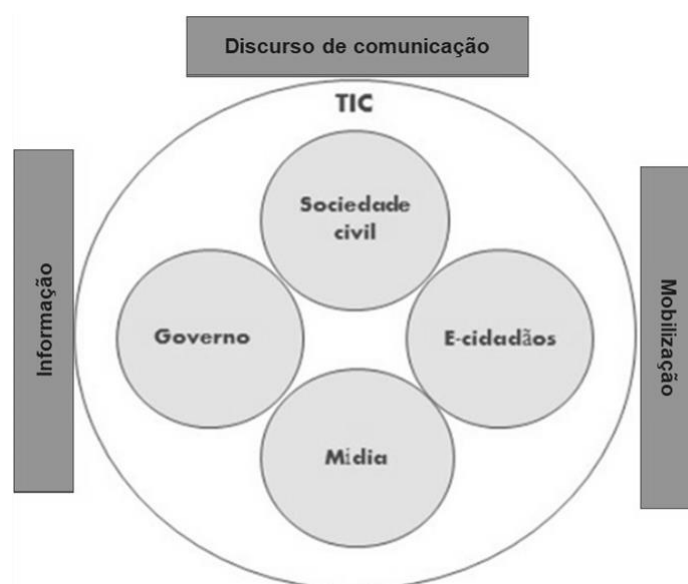 Discurso de comunicação
TIC
Sociedade
civil
Informação
Governo
E-cidadãos
Mobilização
Mídia